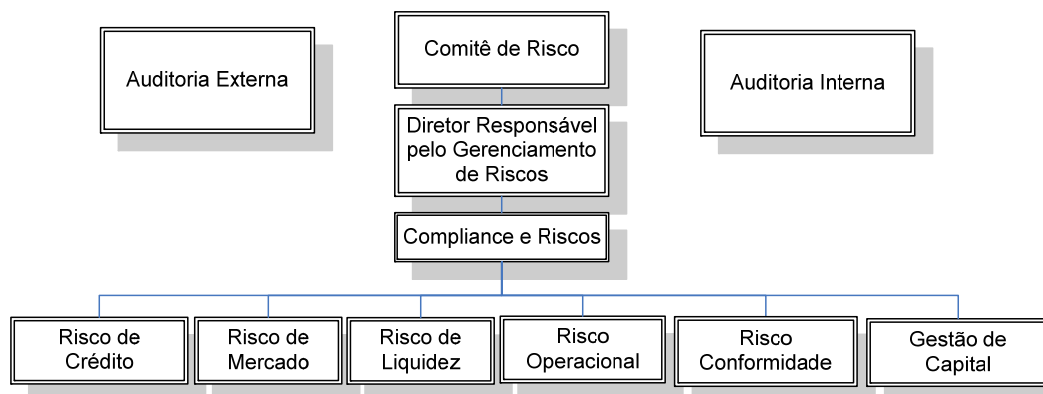 Auditoria Externa
Comitê de Risco
Auditoria Interna
Diretor Responsável
pelo Gerenciamento
de Riscos
Compliance e Riscos
Risco de
Crédito
Risco de
Mercado
Risco de
Liquidez
Risco
Operacional
Risco
Conformidade
Gestão de
Capital